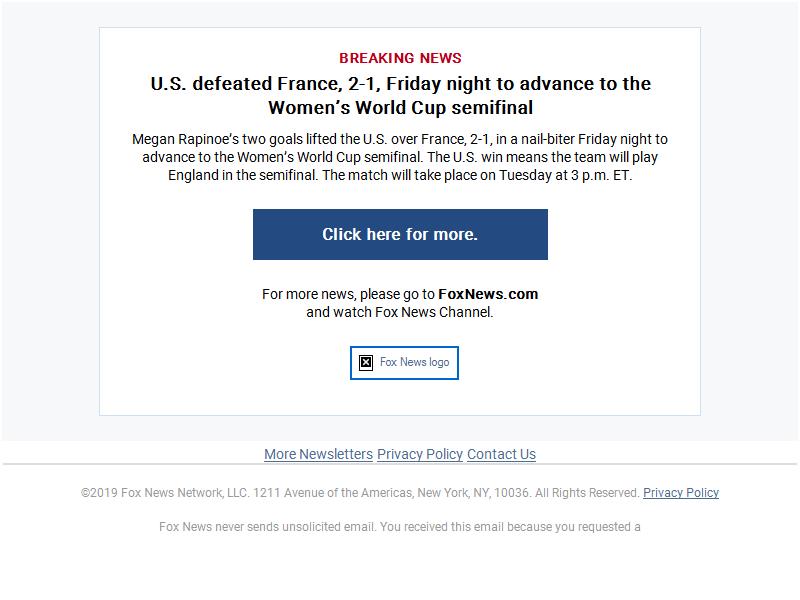 BREAKING NEWS
U.S. defeated France, 2-1, Friday night to advance to the
Women’s World Cup semifinal
Megan Rapinoe’s two goals lifted the U.S. over France, 2-1, in a nail-biter Friday night to
advance to the Women’s World Cup semifinal. The U.S. win means the team will play
England in the semifinal. The match will take place on Tuesday at 3 p.m. ET.
Click here for more.
For more news, please go to FoxNews.com
and watch Fox News Channel.
Fox News logo
More Newsletters Privacy Policy Contact Us
©2019 Fox News Network, LLC. 1211 Avenue of the Americas, New York, NY, 10036. All Rights Reserved. Privacy Policy
Fox News never sends unsolicited email. You received this email because you requested a